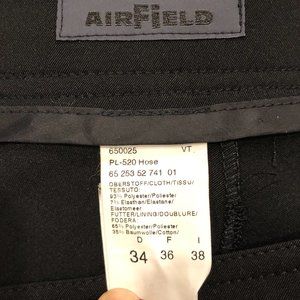 AIRFIELD
650025 VT
PL-520 Hose
65 253 52 741 01
OBERSTOFF/CLOTH/TISSU/
TESSUTO:
93% Polyester/Polyester
7% Elasthan/Elastane/
Elastomeer
FUTTER/LINING/DOUBLURE/
FODERA:
65% Polyester/Polyester
35% Baumwolle/Cotton/
D F I
34 36 38